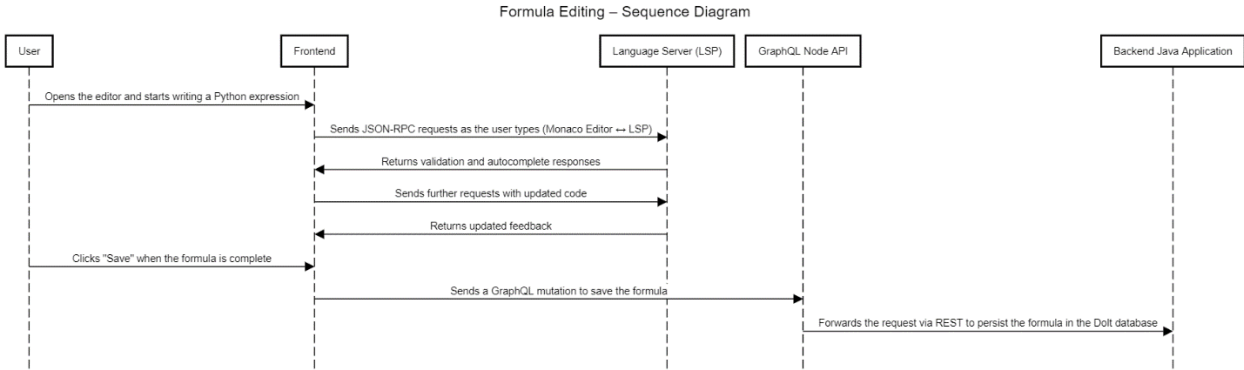 Formula Editing – Sequence Diagram
User
Frontend
Language Server (LSP)
GraphQL Node API
Backend Java Application
Opens the editor and starts writing a Python expression
Sends JSON-RPC requests as the user types (Monaco Editor ↔ LSP)
Returns validation and autocomplete responses
Sends further requests with updated code
Returns updated feedback
Clicks "Save" when the formula is complete
Sends a GraphQL mutation to save the formula
Forwards the request via REST to persist the formula in the Dolt database